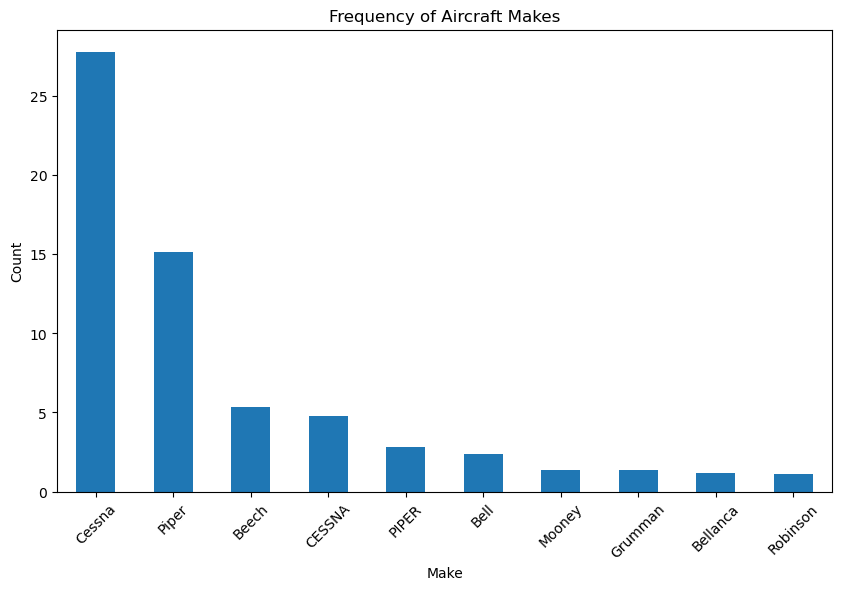 Frequency of Aircraft Makes
Count
25
20
15
10
5
0
Cessna
Piper
Beech
CESSNA
PIPER
Bell
Mooney
Grumman
Bellanca
Robinson
Make